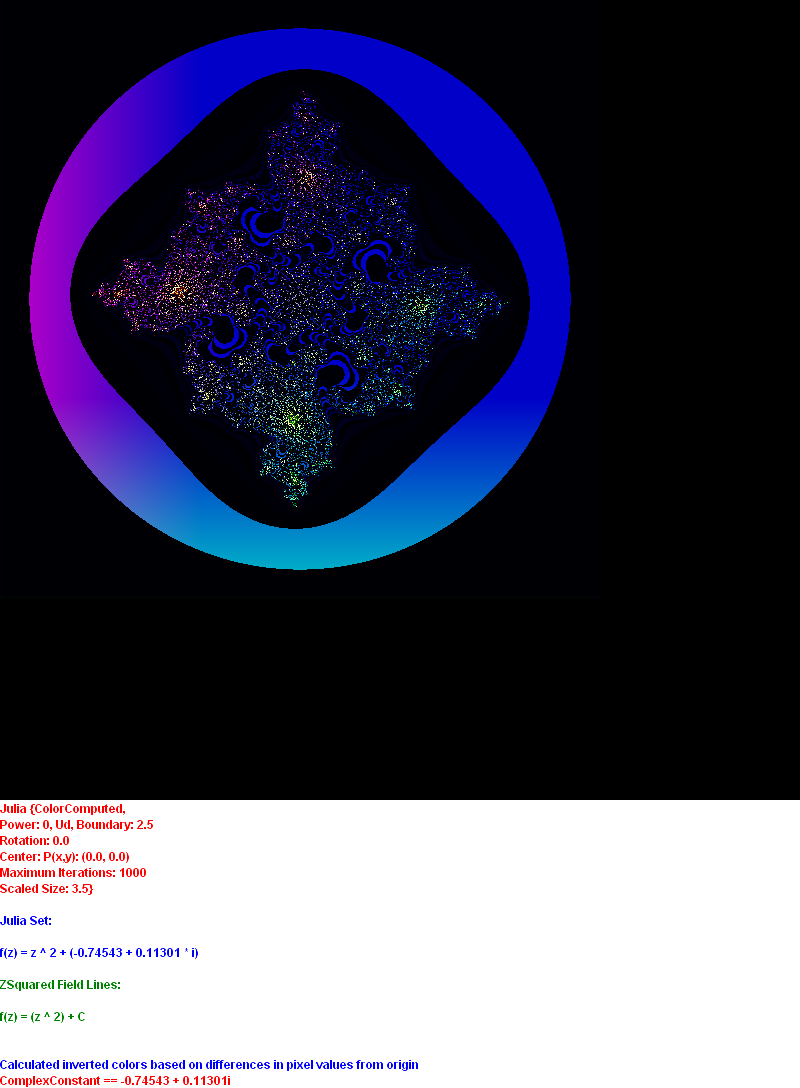 Julia {ColorComputed,
Power: 0, Ud, Boundary: 2.5
Rotation: 0.0
Center: P(x,y): (0.0, 0.0)
Maximum Iterations: 1000
Scaled Size: 3.5}
Julia Set:
f(z) = z ^ 2 + (-0.74543 + 0.11301 * i)
ZSquared Field Lines:
f(z) = (z ^ 2) + C
Calculated inverted colors based on differences in pixel values from origin
ComplexConstant == -0.74543 + 0.11301i